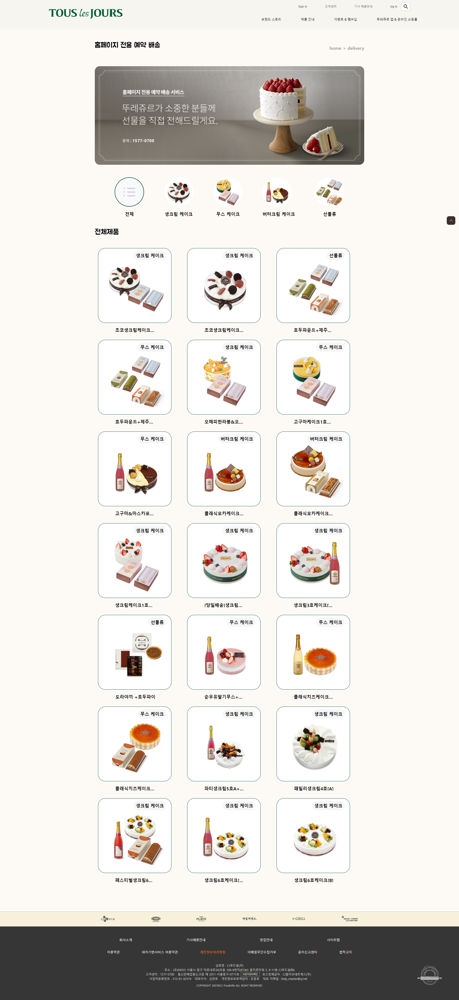 TOUS les JOURS
Sign in 고객센터 기사 채용안내 log in
브랜드 스토리 제품 안내 이벤트 & 멤버십 뚜레쥬르 앱 & 온라인 쇼핑몰
홈페이지 전용 예약 배송
home > delivery
홈페이지 전용 예약 배송 서비스
뚜레쥬르가 소중한 분들께
선물을 직접 전해드릴게요.
문의 : 1577-0700
전체 생크림 케이크 무스 케이크 버터크림 케이크 선물류
전체제품
생크림 케이크 생크림 케이크 선물류
초코생크림케이크... 초코생크림케이크... 호두파운드+제주...
무스 케이크 생크림 케이크 무스 케이크
호두파운드+제주... 오해피한라봉&오... 고구마케이크1호...
무스 케이크 버터크림 케이크 버터크림 케이크
고구마&마스카포... 클래식모카케이크... 클래식모카케이크...
생크림 케이크 생크림 케이크 생크림 케이크
생크림케이크1호... [당일배송]생크림... 생크림3호케이크[...
선물류 무스 케이크 무스 케이크
도라야끼 +호두파이 순우유딸기무스+... 클래식치즈케이크...
무스 케이크 생크림 케이크 생크림 케이크
클래식치즈케이크... 파티생크림5호A+... 패밀리생크림4호[A]
생크림 케이크 생크림 케이크 생크림 케이크
페스티벌생크림6... 생크림6호케이크[... 생크림6호케이크[B]
CJ 푸드빌 VIPS THE PLACE 제일제면소 n·GRILL N SEOUL TOWER
회사소개 기사채용안내 창업안내 사이트맵
이용약관 위치기반서비스 이용약관 개인정보처리방침 이메일무단수집거부 윤리신고센터 법적고지
상호명 : CJ푸드빌(주)
주소 : (우)04555 서울시 중구 마른내로34(초동 106-9번지)KT&G 을지로타워 3, 9-11층 CJ푸드빌㈜s
고객센터 : 1577-0700 통신판매업종신고증 제 2011-서울중구-0771호 사업자정보확인 호스팅제공자 : CJ올리브네트웍스(주)
사업자등록번호 : 312-81-42519 대표이사 : 김찬호 개인정보보호책임자 : 오창호 대표 이메일 : help_master@cj.net
COPYRIGHT 2023©CJ Foodville ALL RIGHT RESERVED.